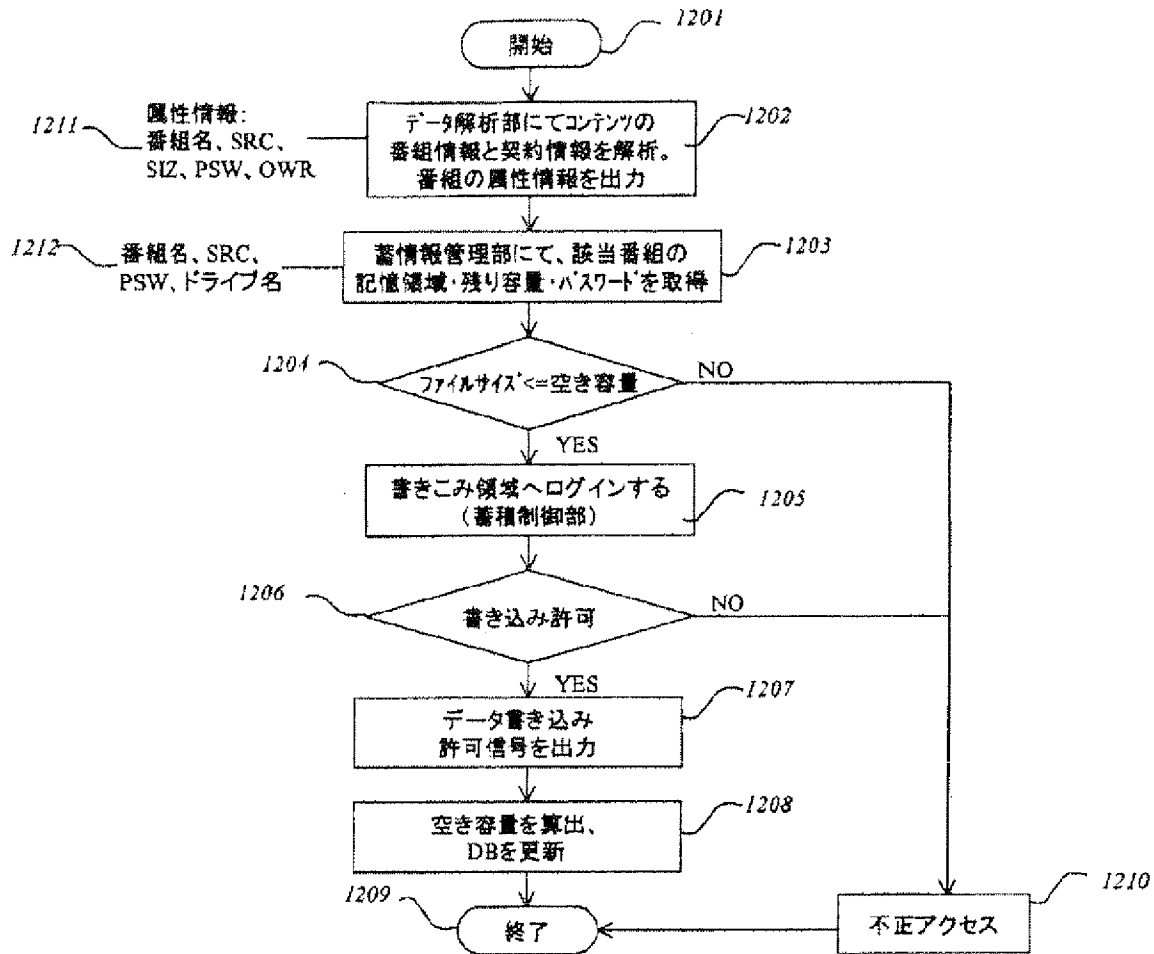 1201
開始
1211
属性情報:
番組名、SRC、
SIZ、PSW、OWR
データ解析部にてコンテンツの
番組情報と契約情報を解析。
番組の属性情報を出力
1202
1212
番組名、SRC、
PSW、ドライブ名
蓄情報管理部にて、該当番組の
記憶領域・残り容量・パスワードを取得
1203
1204
ファイルサイズ<=空き容量
NO
YES
書きこみ領域へログインする
(蓄積制御部)
1205
1206
書き込み許可
NO
YES
データ書き込み
許可信号を出力
1207
空き容量を算出、
DBを更新
1208
1209
終了
不正アクセス
1210